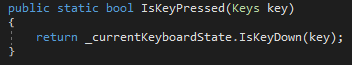 public static bool IsKeyPressed(Keys key)
{
return _currentKeyboardState.IsKeyDown(key);
}